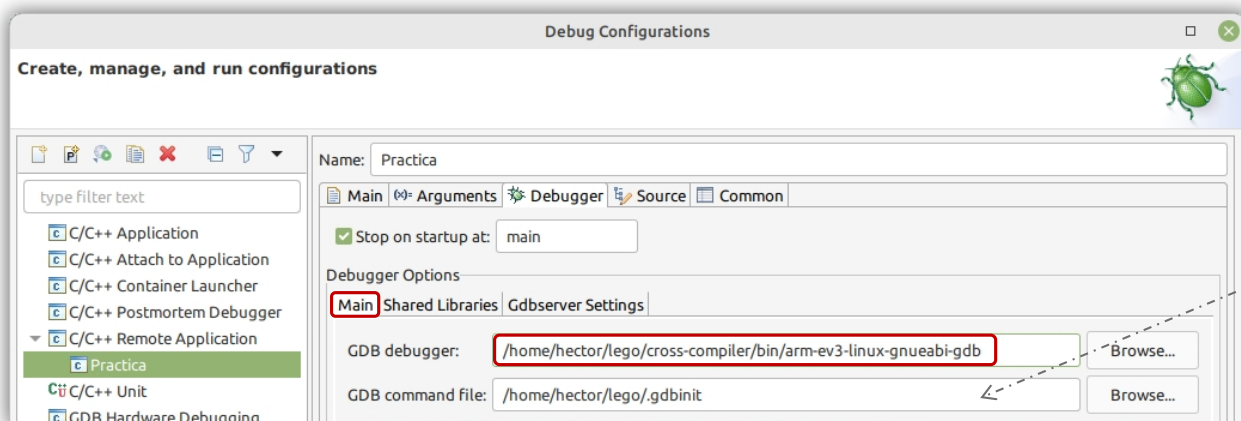 Debug Configurations
Create, manage, and run configurations
type filter text
C/C++ Application
C/C++ Attach to Application
C/C++ Container Launcher
C/C++ Postmortem Debugger
C/C++ Remote Application
Practica
C/C++ Unit
GDB Hardware Debugging
Name: Practica
Main (x)= Arguments Debugger Source Common
Stop on startup at: main
Debugger Options
Main Shared Libraries Gdbserver Settings
GDB debugger: /home/hector/lego/cross-compiler/bin/arm-ev3-linux-gnueabi-gdb Browse...
GDB command file: /home/hector/lego/.gdbinit Browse...